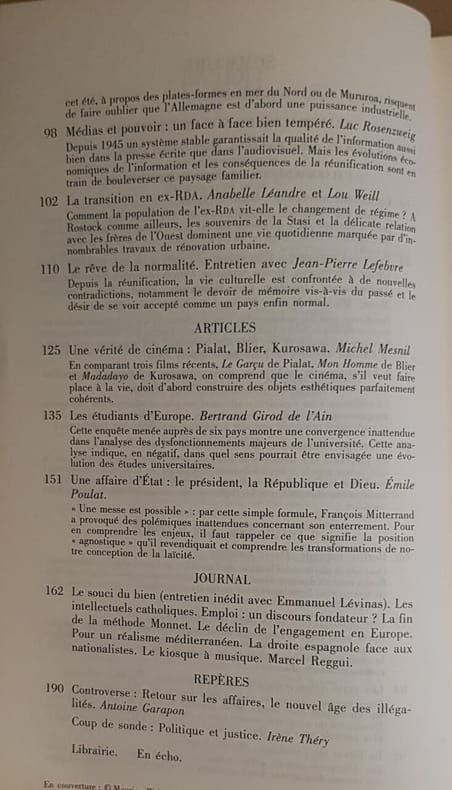 cet été, à propos des plates-formes en mer du Nord ou de Mururoa, risquent
de faire oublier que l'Allemagne est d'abord une puissance industrielle.
98 Médias et pouvoir : un face à face bien tempéré. Luc Rosenzweig
Depuis 1945 un système stable garantissait la qualité de l'information aussi
bien dans la presse écrite que dans l'audiovisuel. Mais les évolutions éco-
nomiques de l'information et les conséquences de la réunification sont en
train de bouleverser ce paysage familier.
102 La transition en ex-RDA. Anabelle Léandre et Lou Weill
Comment la population de l'ex-RDA vit-elle le changement de régime ? A
Rostock comme ailleurs, les souvenirs de la Stasi et la délicate relation
avec les frères de l'Ouest dominent une vie quotidienne marquée par d'in-
nombrables travaux de rénovation urbaine.
110 Le rêve de la normalité. Entretien avec Jean-Pierre Lefebvre
Depuis la réunification, la vie culturelle est confrontée à de nouvelles
contradictions, notamment le devoir de mémoire vis-à-vis du passé et le
désir de se voir accepté comme un pays enfin normal.
ARTICLES
125 Une vérité de cinéma : Pialat, Blier, Kurosawa. Michel Mesnil
En comparant trois films récents, Le Garçu de Pialat, Mon Homme de Blier
et Madadayo de Kurosawa, on comprend que le cinéma, s'il veut faire
place à la vie, doit d'abord construire des objets esthétiques parfaitement
cohérents.
135 Les étudiants d'Europe. Bertrand Girod de l'Ain
Cette enquête menée auprès de six pays montre une convergence inattendue
dans l'analyse des dysfonctionnements majeurs de l'université. Cette ana-
lyse indique, en négatif, dans quel sens pourrait être envisagée une évo-
lution des études universitaires.
151 Une affaire d'État : le président, la République et Dieu. Émile
Poulat.
« Une messe est possible » : par cette simple formule, François Mitterrand
a provoqué des polémiques inattendues concernant son enterrement. Pour
en comprendre les enjeux, il faut rappeler ce que signifie la position
« agnostique » qu'il revendiquait et comprendre les transformations de no-
tre conception de la laïcité.
JOURNAL
162 Le souci du bien (entretien inédit avec Emmanuel Lévinas). Les
intellectuels catholiques. Emploi : un discours fondateur ? La fin
de la méthode Monnet. Le déclin de l'engagement en Europe.
Pour un réalisme méditerranéen. La droite espagnole face aux
nationalistes. Le kiosque à musique. Marcel Reggui.
REPÈRES
190 Controverse : Retour sur les affaires, le nouvel âge des illéga-
lités. Antoine Garapon
Coup de sonde : Politique et justice. Irène Théry
Librairie. En écho.
En couverture : ©